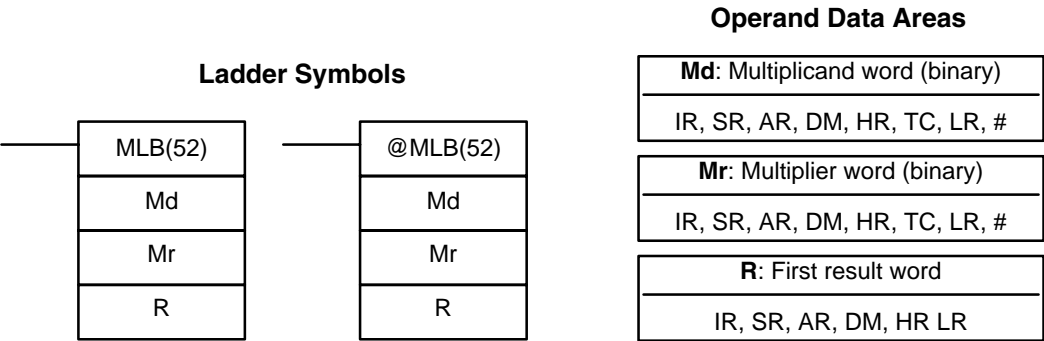 Ladder Symbols
MLB(52)
Md
Mr
R
@MLB(52)
Md
Mr
R
Operand Data Areas
Md: Multiplicand word (binary)
IR, SR, AR, DM, HR, TC, LR, #
Mr: Multiplier word (binary)
IR, SR, AR, DM, HR, TC, LR, #
R: First result word
IR, SR, AR, DM, HR LR